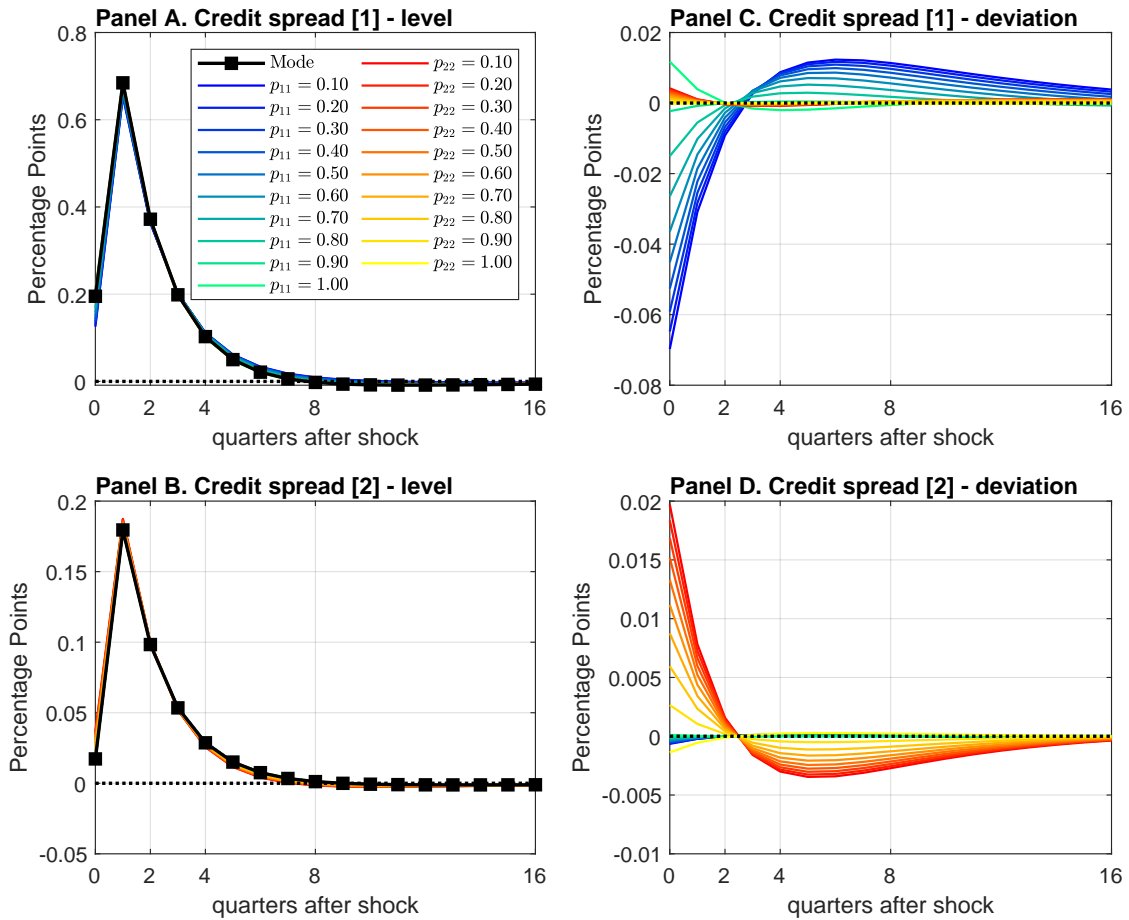 Panel A. Credit spread [1] - level
Percentage Points
0.8
0.6
0.4
0.2
0
0 2 4 8 16
quarters after shock
Mode
p₁₁ = 0.10
p₁₁ = 0.20
p₁₁ = 0.30
p₁₁ = 0.40
p₁₁ = 0.50
p₁₁ = 0.60
p₁₁ = 0.70
p₁₁ = 0.80
p₁₁ = 0.90
p₁₁ = 1.00
p₂₂ = 0.10
p₂₂ = 0.20
p₂₂ = 0.30
p₂₂ = 0.40
p₂₂ = 0.50
p₂₂ = 0.60
p₂₂ = 0.70
p₂₂ = 0.80
p₂₂ = 0.90
p₂₂ = 1.00
Panel C. Credit spread [1] - deviation
Percentage Points
0.02
0
-0.02
-0.04
-0.06
-0.08
0 2 4 8 16
quarters after shock
Panel B. Credit spread [2] - level
Percentage Points
0.2
0.15
0.1
0.05
0
-0.05
0 2 4 8 16
quarters after shock
Panel D. Credit spread [2] - deviation
Percentage Points
0.02
0.015
0.01
0.005
0
-0.005
-0.01
0 2 4 8 16
quarters after shock